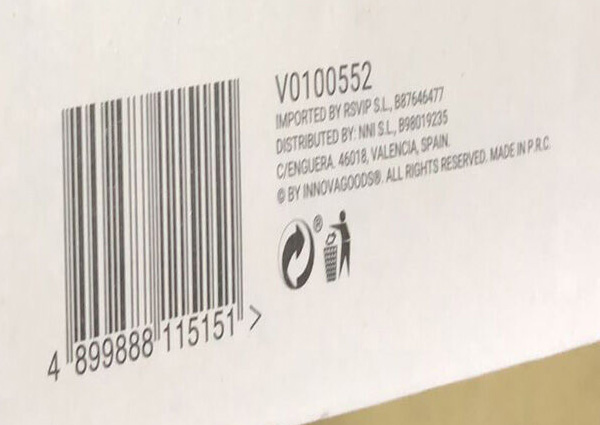 V0100552
IMPORTED BY RSVIP S.L., B87646477
DISTRIBUTED BY: NNI S.L., B98019235
C/ENGUERA. 46018, VALENCIA, SPAIN.
© BY INNOVAGOODS®. ALL RIGHTS RESERVED. MADE IN P.R.C.
®
4 899888 115151 >